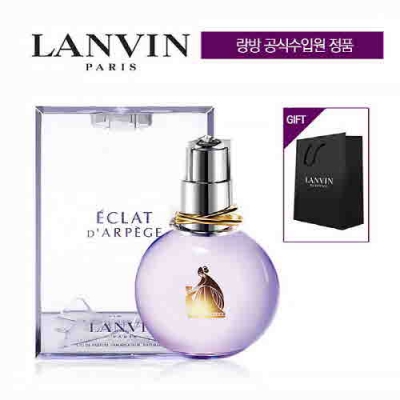 LANVIN
PARIS
랑방 공식수입원 정품
GIFT
LANVIN
ÉCLAT
D'ARPÈGE
LANVIN